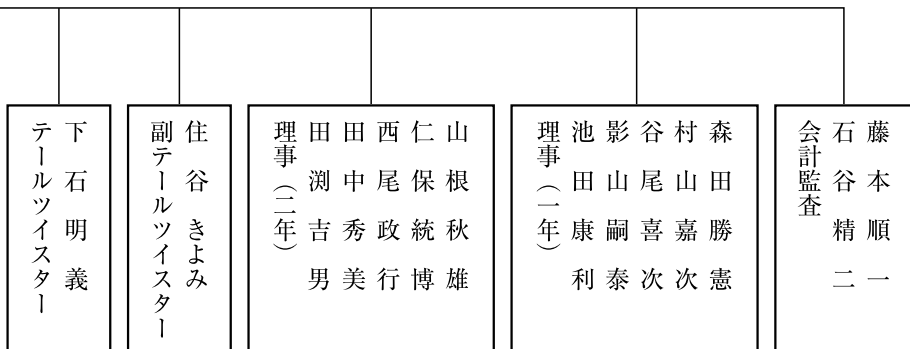 藤本順一
石谷精二
会計監査
森田勝憲
村山嘉次
谷尾喜次
影山嗣泰
池田康利
理事（一年）
山根秋雄
仁保統博
西尾政行
田中秀美
田渕吉男
理事（二年）
住谷きよみ
副テールツイスター
下石明義
テールツイスター